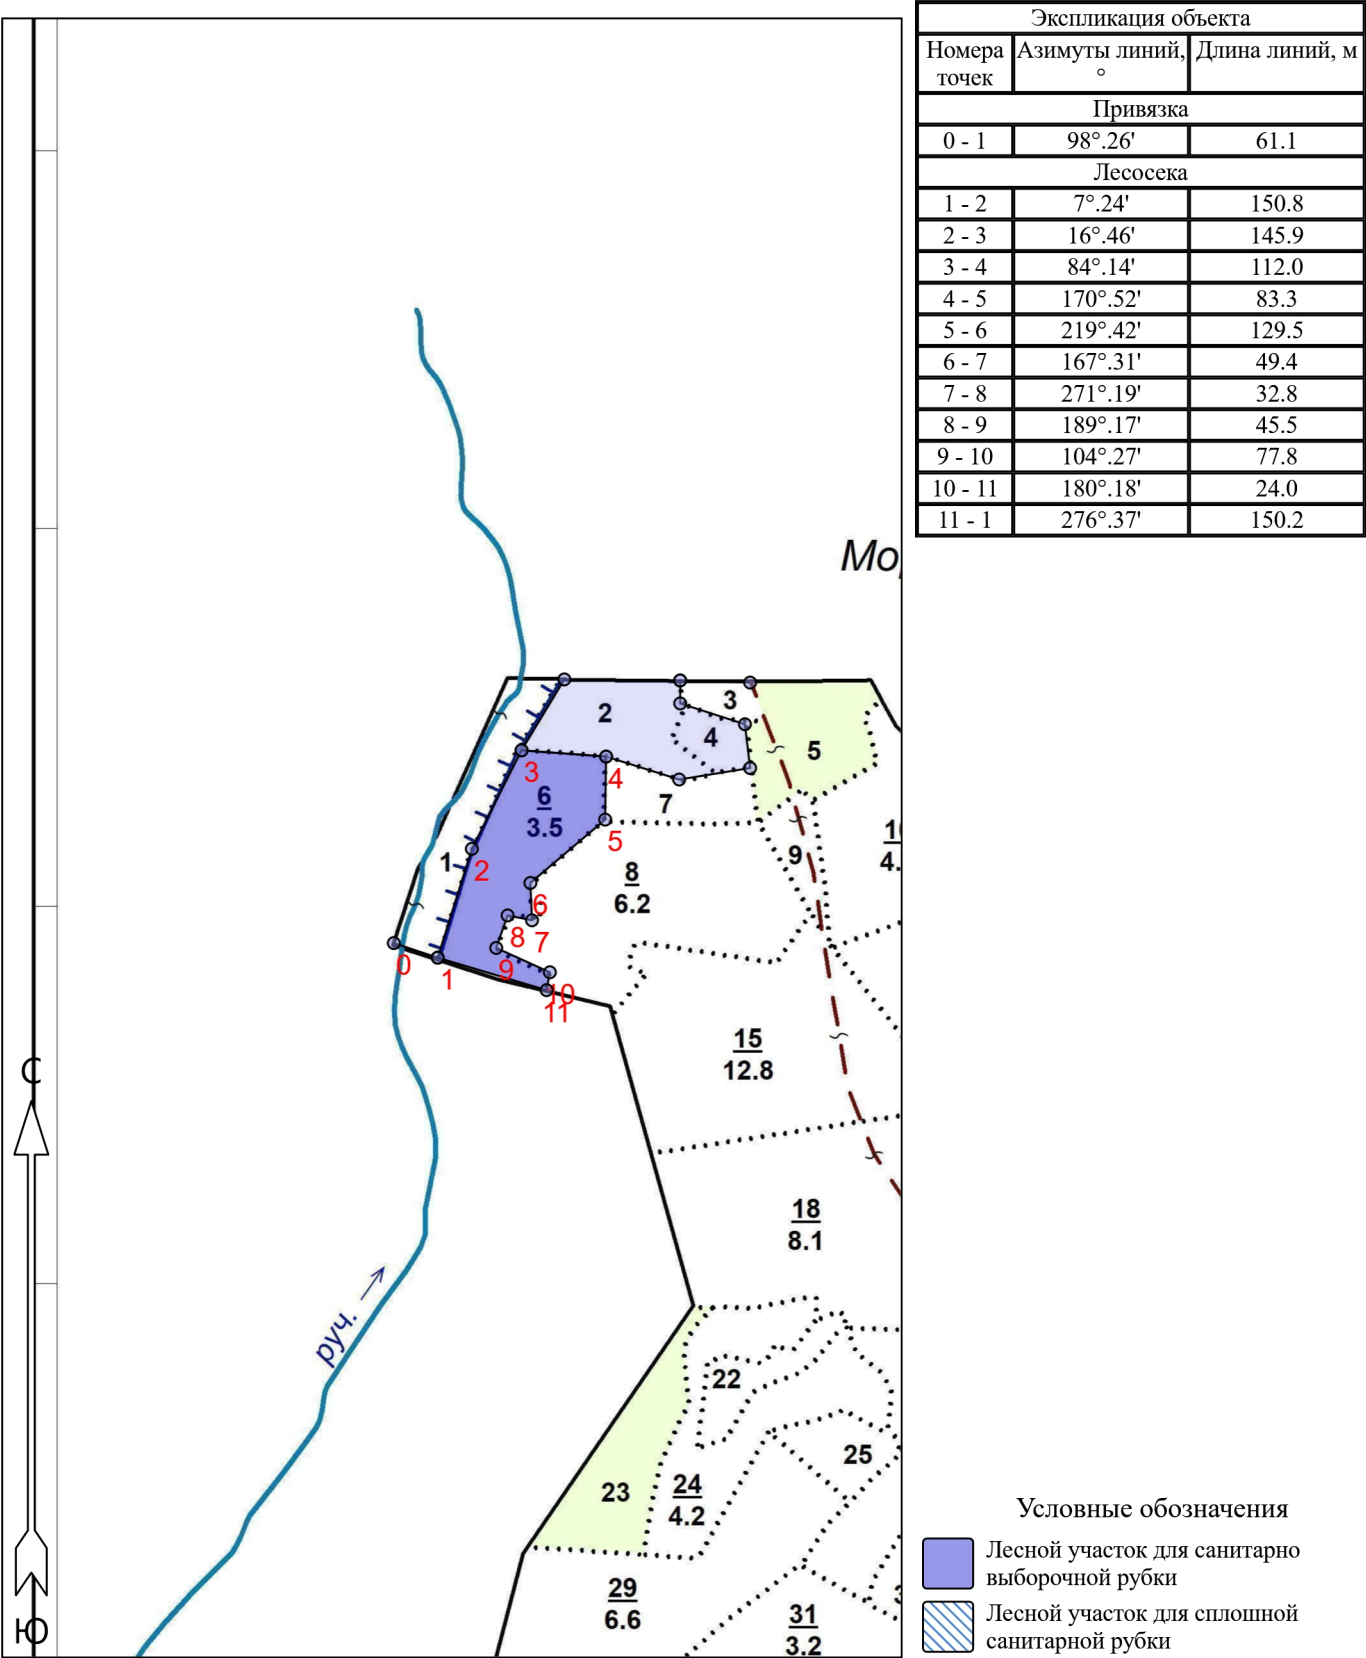 Экспликация объекта
Номера точек | Азимуты линий, ° | Длина линий, м
Привязка
0 - 1 | 98°.26' | 61.1
Лесосека
1 - 2 | 7°.24' | 150.8
2 - 3 | 16°.46' | 145.9
3 - 4 | 84°.14' | 112.0
4 - 5 | 170°.52' | 83.3
5 - 6 | 219°.42' | 129.5
6 - 7 | 167°.31' | 49.4
7 - 8 | 271°.19' | 32.8
8 - 9 | 189°.17' | 45.5
9 - 10 | 104°.27' | 77.8
10 - 11 | 180°.18' | 24.0
11 - 1 | 276°.37' | 150.2
2
3
4
5
3
4
6
3.5
7
5
1
2
8
6.2
9
6
8
7
0
1
9
10
11
15
12.8
С
18
8.1
руч.
22
25
23
24
4.2
29
6.6
31
3.2
Ю
Условные обозначения
Лесной участок для санитарно
выборочной рубки
Лесной участок для сплошной
санитарной рубки